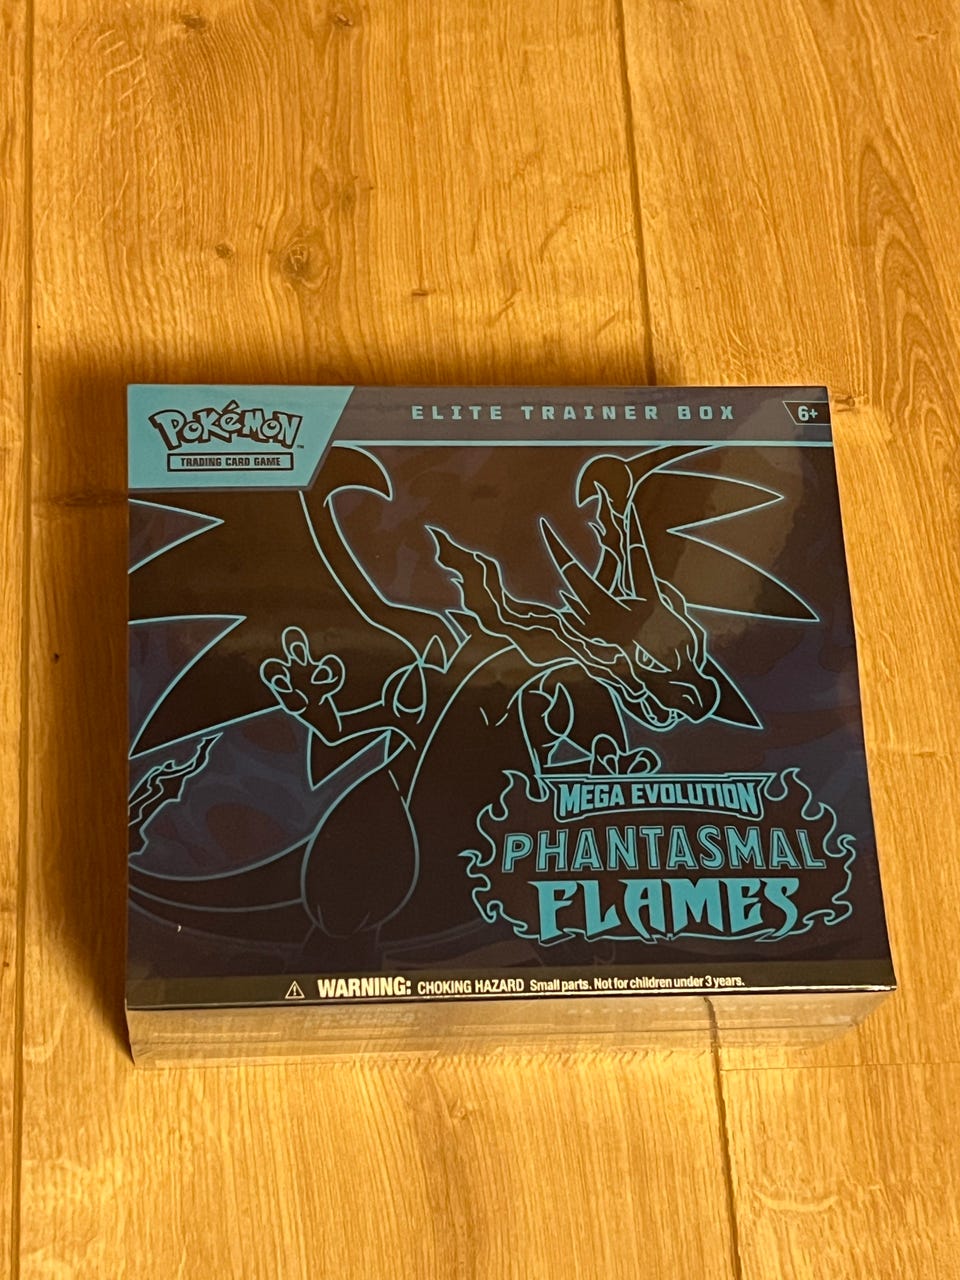 Pokémon
TM
TRADING CARD GAME
ELITE TRAINER BOX
6+
MEGA EVOLUTION
PHANTASMAL
FLAMES
WARNING: CHOKING HAZARD Small parts. Not for children under 3 years.